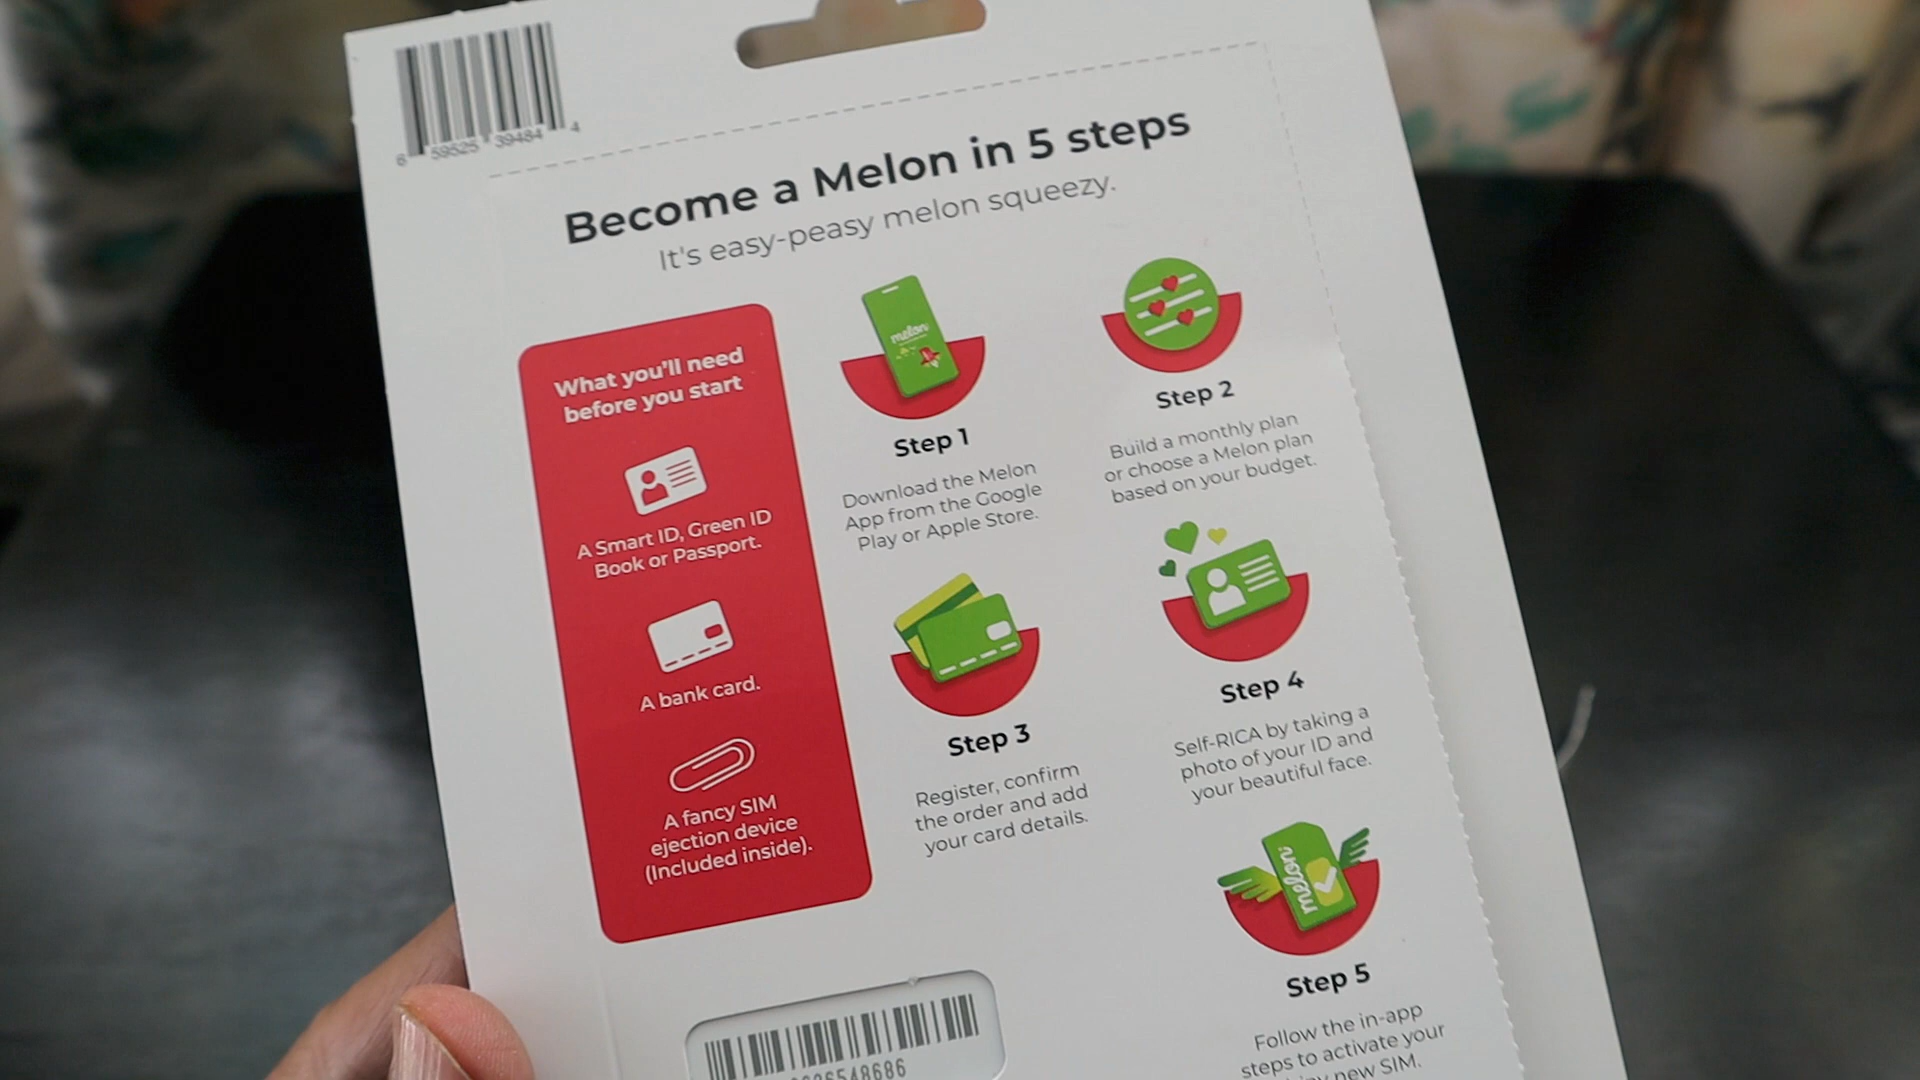 6 59525 39484 4
Become a Melon in 5 steps
It's easy-peasy melon squeezy.
What you'll need
before you start
A Smart ID, Green ID
Book or Passport.
A bank card.
A fancy SIM
ejection device
(Included inside).
melon
Step 1
Download the Melon
App from the Google
Play or Apple Store.
Step 2
Build a monthly plan
or choose a Melon plan
based on your budget.
Step 3
Register, confirm
the order and add
your card details.
Step 4
Self-RICA by taking a
photo of your ID and
your beautiful face.
melon
Step 5
Follow the in-app
steps to activate your
new SIM.
6548686